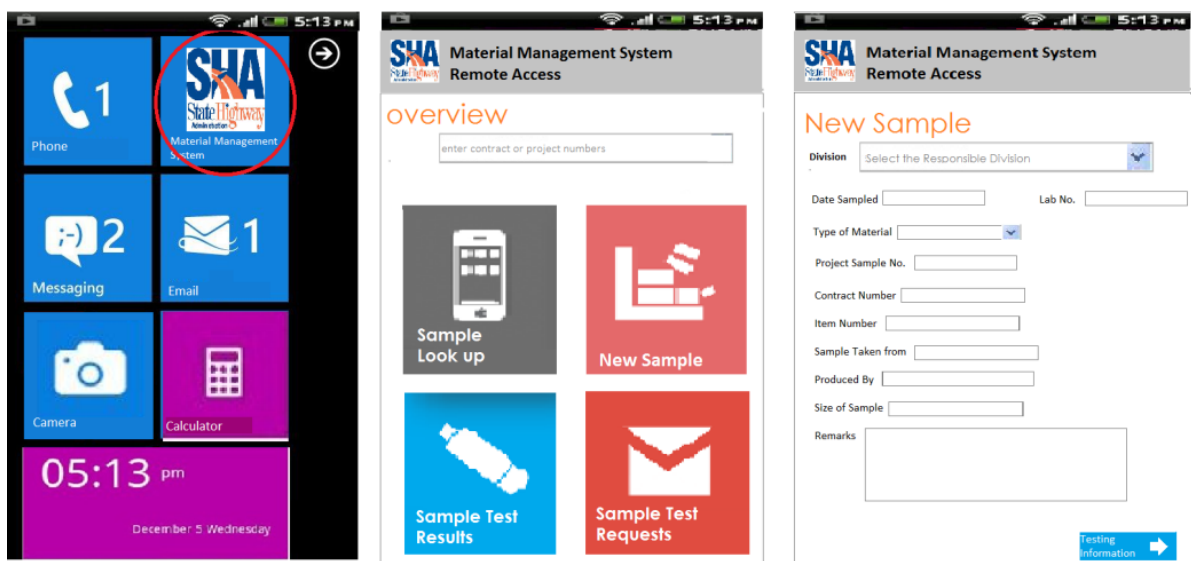 5:13 PM
1
Phone
SHA
State Highway
Administration
Material Management
System
;-) 2
Messaging
1
Email
Camera
Calculator
05:13 pm
December 5 Wednesday
5:13 PM
SHA
State Highway
Material Management System
Remote Access
overview
enter contract or project numbers
Sample
Look up
New Sample
Sample Test
Results
Sample Test
Requests
5:13 PM
SHA
State Highway
Material Management System
Remote Access
New Sample
Division Select the Responsible Division
Date Sampled Lab No.
Type of Material
Project Sample No.
Contract Number
Item Number
Sample Taken from
Produced By
Size of Sample
Remarks
Testing
Information